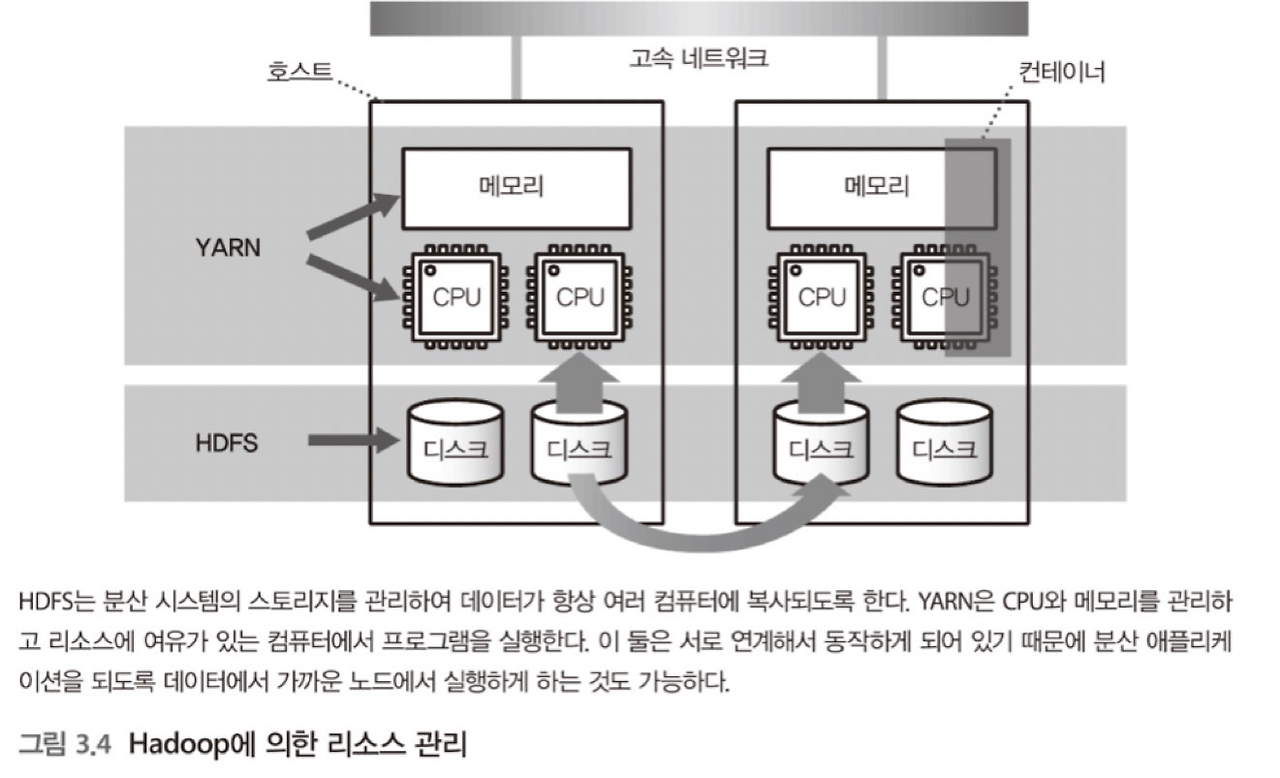 고속 네트워크
호스트
컨테이너
메모리
메모리
YARN
CPU
CPU
CPU
CPU
HDFS
디스크
디스크
디스크
디스크
HDFS는 분산 시스템의 스토리지를 관리하여 데이터가 항상 여러 컴퓨터에 복사되도록 한다. YARN은 CPU와 메모리를 관리하
고 리소스에 여유가 있는 컴퓨터에서 프로그램을 실행한다. 이 둘은 서로 연계해서 동작하게 되어 있기 때문에 분산 애플리케
이션을 되도록 데이터에서 가까운 노드에서 실행하게 하는 것도 가능하다.
그림 3.4 Hadoop에 의한 리소스 관리